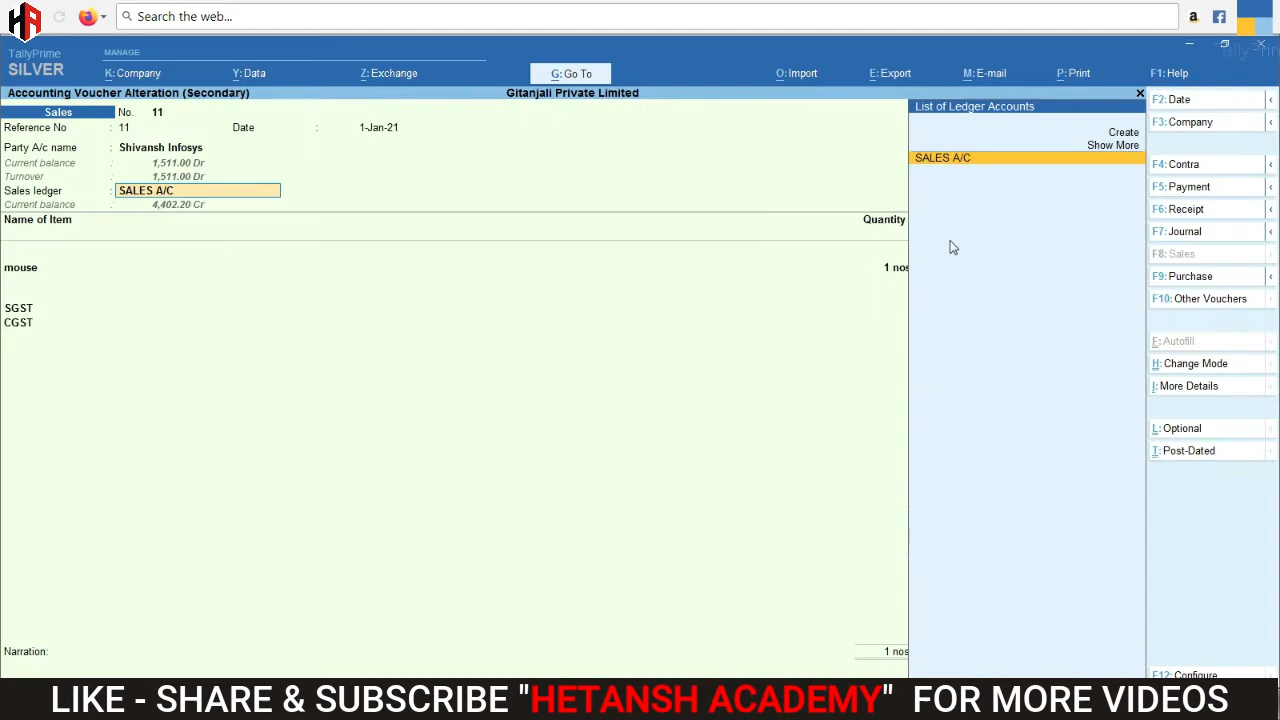 Search the web...
TallyPrime
SILVER
MANAGE
K: Company
Y: Data
Z: Exchange
G: Go To
O: Import
E: Export
M: E-mail
P: Print
F1: Help
Accounting Voucher Alteration (Secondary)
Gitanjali Private Limited
Sales No. 11
Reference No : 11 Date : 1-Jan-21
Party A/c name : Shivansh Infosys
Current balance : 1,511.00 Dr
Turnover : 1,511.00 Dr
Sales ledger : SALES A/C
Current balance : 4,402.20 Cr
Name of Item Quantity
mouse 1 nos
SGST
CGST
Narration: 1 nos
List of Ledger Accounts
Create
Show More
SALES A/C
F2: Date
F3: Company
F4: Contra
F5: Payment
F6: Receipt
F7: Journal
F8: Sales
F9: Purchase
F10: Other Vouchers
F: Autofill
H: Change Mode
I: More Details
L: Optional
T: Post-Dated
F12: Configure
LIKE - SHARE & SUBSCRIBE "HETANSH ACADEMY" FOR MORE VIDEOS